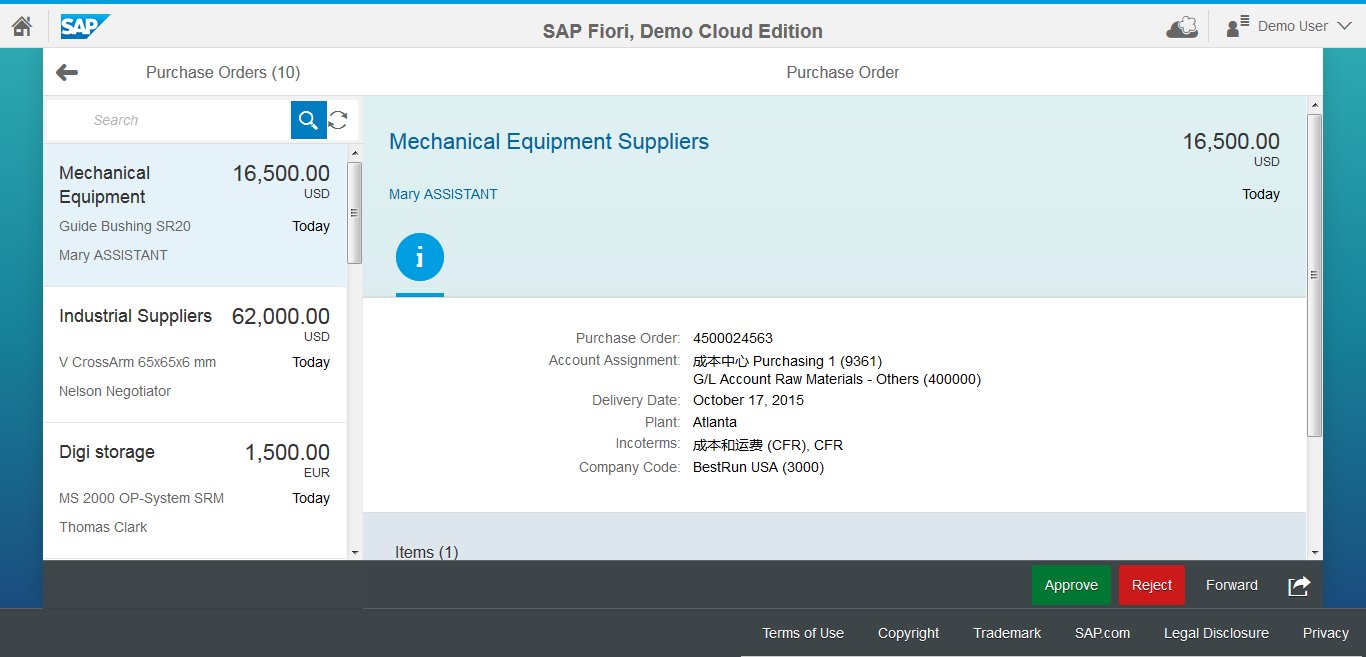 SAP
SAP Fiori, Demo Cloud Edition
Demo User
Purchase Orders (10)
Purchase Order
Search
Mechanical
Equipment
16,500.00
USD
Guide Bushing SR20
Today
Mary ASSISTANT
Industrial Suppliers
62,000.00
USD
V CrossArm 65x65x6 mm
Today
Nelson Negotiator
Digi storage
1,500.00
EUR
MS 2000 OP-System SRM
Today
Thomas Clark
Mechanical Equipment Suppliers
16,500.00
USD
Mary ASSISTANT
Today
Purchase Order: 4500024563
Account Assignment: 成本中心 Purchasing 1 (9361)
G/L Account Raw Materials - Others (400000)
Delivery Date: October 17, 2015
Plant: Atlanta
Incoterms: 成本和运费 (CFR), CFR
Company Code: BestRun USA (3000)
Items (1)
Approve
Reject
Forward
Terms of Use
Copyright
Trademark
SAP.com
Legal Disclosure
Privacy